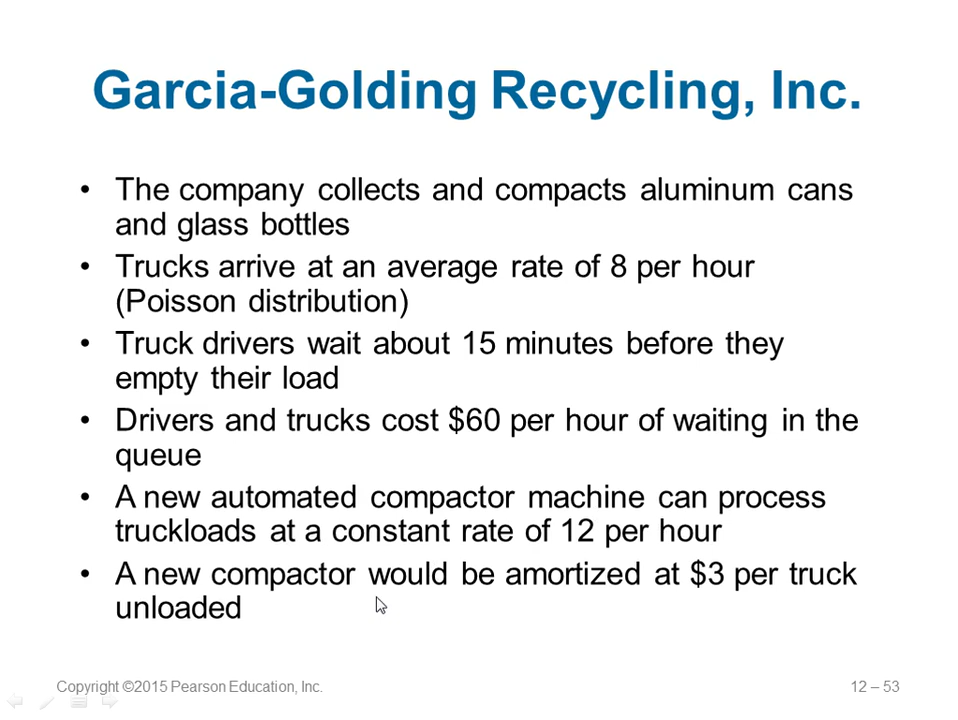 Garcia-Golding Recycling, Inc.
• The company collects and compacts aluminum cans
and glass bottles
• Trucks arrive at an average rate of 8 per hour
(Poisson distribution)
• Truck drivers wait about 15 minutes before they
empty their load
• Drivers and trucks cost $60 per hour of waiting in the
queue
• A new automated compactor machine can process
truckloads at a constant rate of 12 per hour
• A new compactor would be amortized at $3 per truck
unloaded
Copyright ©2015 Pearson Education, Inc.
12 – 53